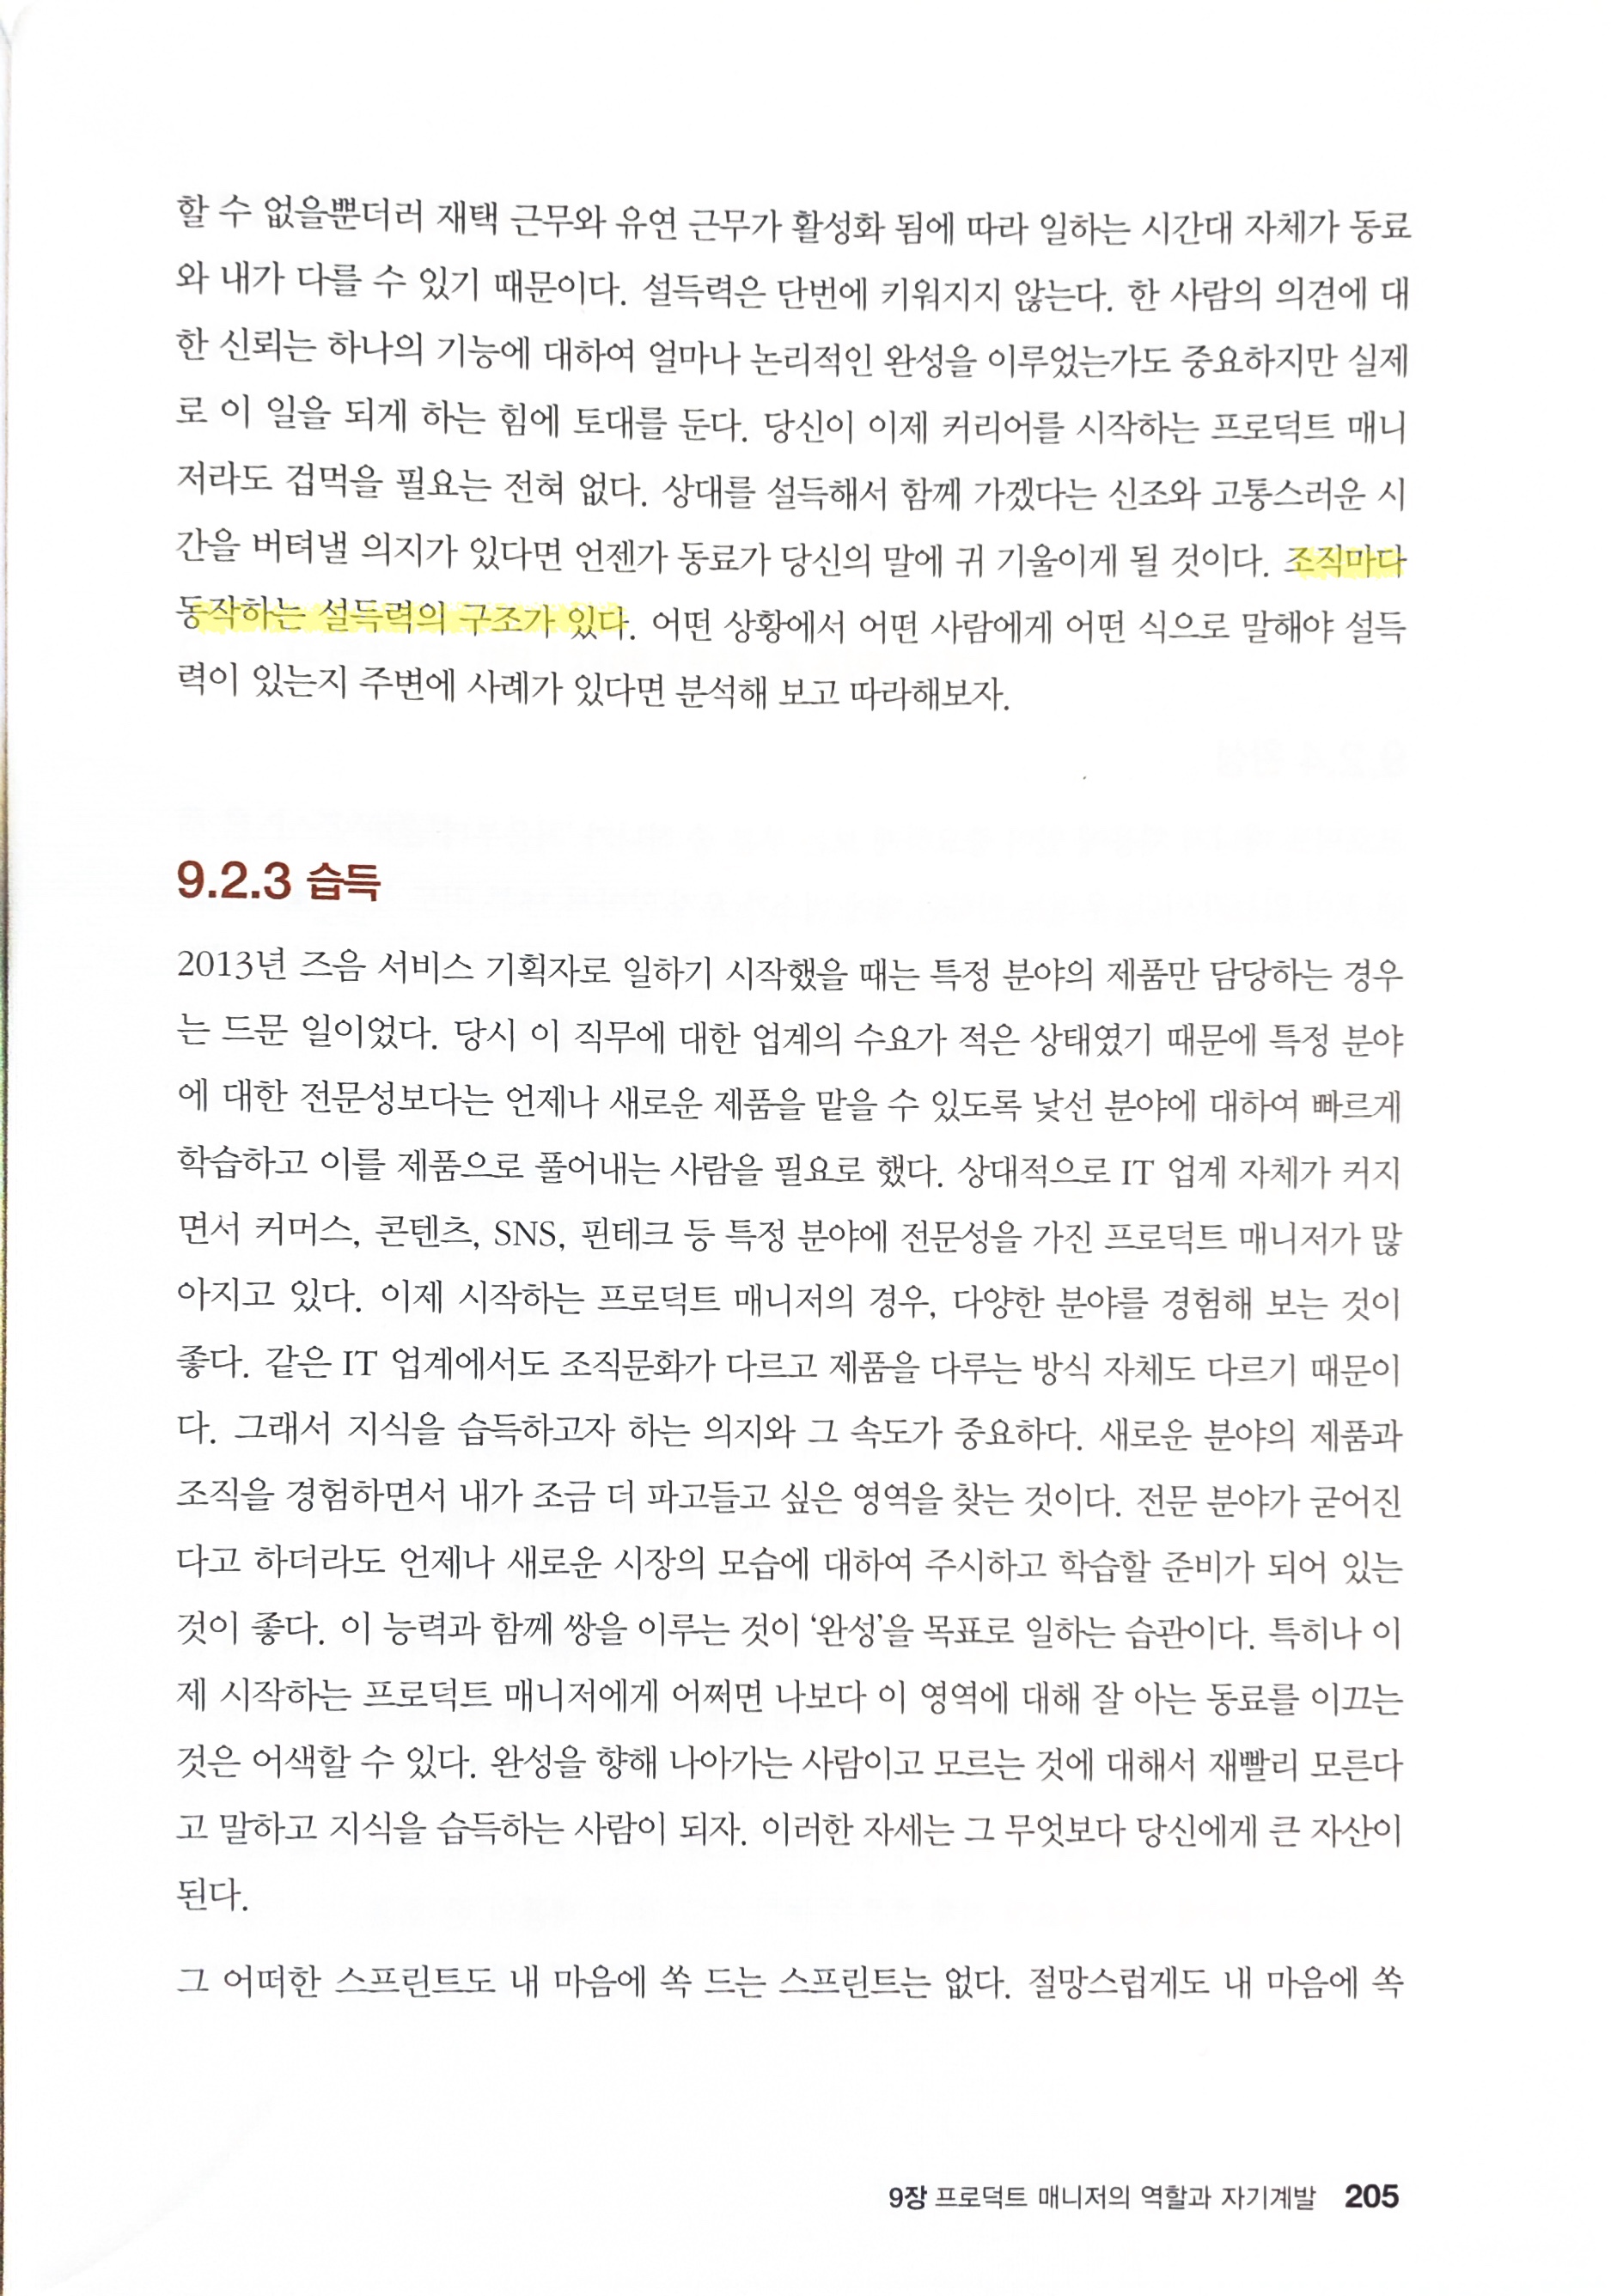 할 수 없을뿐더러 재택 근무와 유연 근무가 활성화 됨에 따라 일하는 시간대 자체가 동료
와 내가 다를 수 있기 때문이다. 설득력은 단번에 키워지지 않는다. 한 사람의 의견에 대
한 신뢰는 하나의 기능에 대하여 얼마나 논리적인 완성을 이루었는가도 중요하지만 실제
로 이 일을 되게 하는 힘에 토대를 둔다. 당신이 이제 커리어를 시작하는 프로덕트 매니
저라도 겁먹을 필요는 전혀 없다. 상대를 설득해서 함께 가겠다는 신조와 고통스러운 시
간을 버텨낼 의지가 있다면 언젠가 동료가 당신의 말에 귀 기울이게 될 것이다. 조직마다
동작하는 설득력의 구조가 있다. 어떤 상황에서 어떤 사람에게 어떤 식으로 말해야 설득
력이 있는지 주변에 사례가 있다면 분석해 보고 따라해보자.
9.2.3 습득
2013년 즈음 서비스 기획자로 일하기 시작했을 때는 특정 분야의 제품만 담당하는 경우
는 드문 일이었다. 당시 이 직무에 대한 업계의 수요가 적은 상태였기 때문에 특정 분야
에 대한 전문성보다는 언제나 새로운 제품을 맡을 수 있도록 낯선 분야에 대하여 빠르게
학습하고 이를 제품으로 풀어내는 사람을 필요로 했다. 상대적으로 IT 업계 자체가 커지
면서 커머스, 콘텐츠, SNS, 핀테크 등 특정 분야에 전문성을 가진 프로덕트 매니저가 많
아지고 있다. 이제 시작하는 프로덕트 매니저의 경우, 다양한 분야를 경험해 보는 것이
좋다. 같은 IT 업계에서도 조직문화가 다르고 제품을 다루는 방식 자체도 다르기 때문이
다. 그래서 지식을 습득하고자 하는 의지와 그 속도가 중요하다. 새로운 분야의 제품과
조직을 경험하면서 내가 조금 더 파고들고 싶은 영역을 찾는 것이다. 전문 분야가 굳어진
다고 하더라도 언제나 새로운 시장의 모습에 대하여 주시하고 학습할 준비가 되어 있는
것이 좋다. 이 능력과 함께 쌍을 이루는 것이 ‘완성’을 목표로 일하는 습관이다. 특히나 이
제 시작하는 프로덕트 매니저에게 어쩌면 나보다 이 영역에 대해 잘 아는 동료를 이끄는
것은 어색할 수 있다. 완성을 향해 나아가는 사람이고 모르는 것에 대해서 재빨리 모른다
고 말하고 지식을 습득하는 사람이 되자. 이러한 자세는 그 무엇보다 당신에게 큰 자산이
된다.
그 어떠한 스프린트도 내 마음에 쏙 드는 스프린트는 없다. 절망스럽게도 내 마음에 쏙
9장 프로덕트 매니저의 역할과 자기계발 205